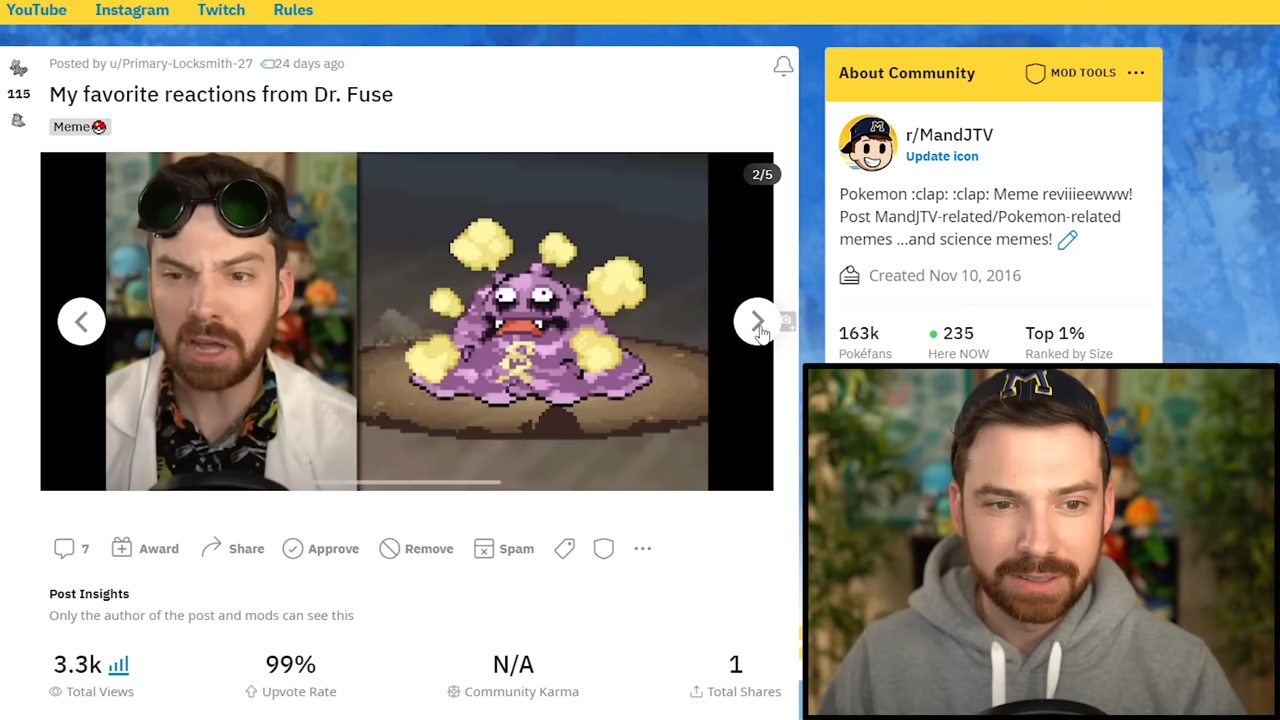 YouTube Instagram Twitch Rules
Posted by u/Primary-Locksmith-27 24 days ago
115
My favorite reactions from Dr. Fuse
Meme
2/5
7 Award Share Approve Remove Spam
Post Insights
Only the author of the post and mods can see this
3.3k 99% N/A 1
Total Views Upvote Rate Community Karma Total Shares
About Community MOD TOOLS
M
r/MandJTV
Update icon
Pokemon :clap: :clap: Meme reviiieewww!
Post MandJTV-related/Pokemon-related
memes ...and science memes!
Created Nov 10, 2016
163k 235 Top 1%
Pokéfans Here NOW Ranked by Size
M